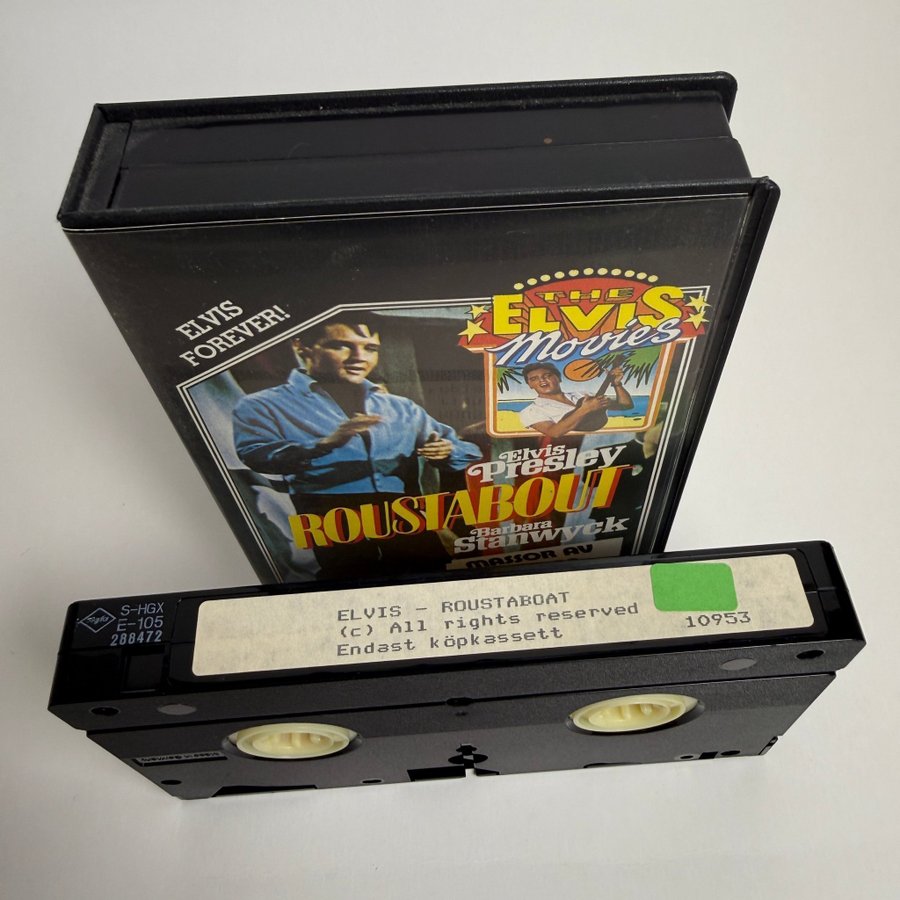 ELVIS
FOREVER!
THE
ELVIS
Movies
Elvis
Presley
ROUSTABOUT
Barbara
Stanwyck
MASSOR AV
S-HGX
E-105
288472
ELVIS - ROUSTABOAT
(c) All rights reserved
Endast köpkassett
10953